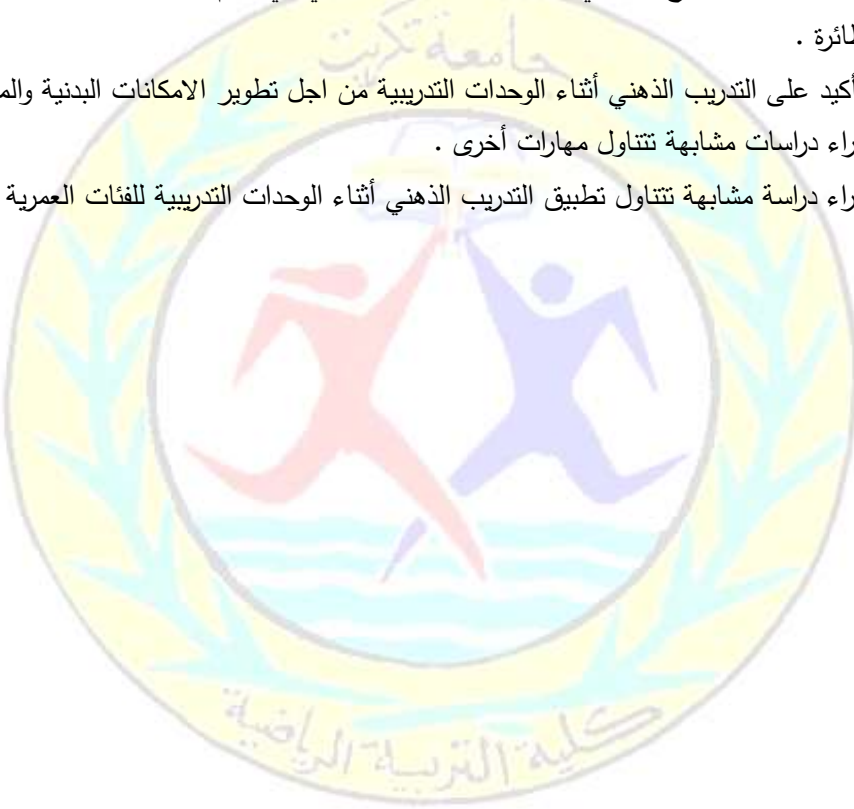 طائرة .
أكيد على التدريب الذهني أثناء الوحدات التدريبية من اجل تطوير الامكانات البدنية والم
راء دراسات مشابهة تتناول مهارات أخرى .
راء دراسة مشابهة تتناول تطبيق التدريب الذهني أثناء الوحدات التدريبية للفئات العمرية
جامعة تكريت
كلية التربية الرياضية